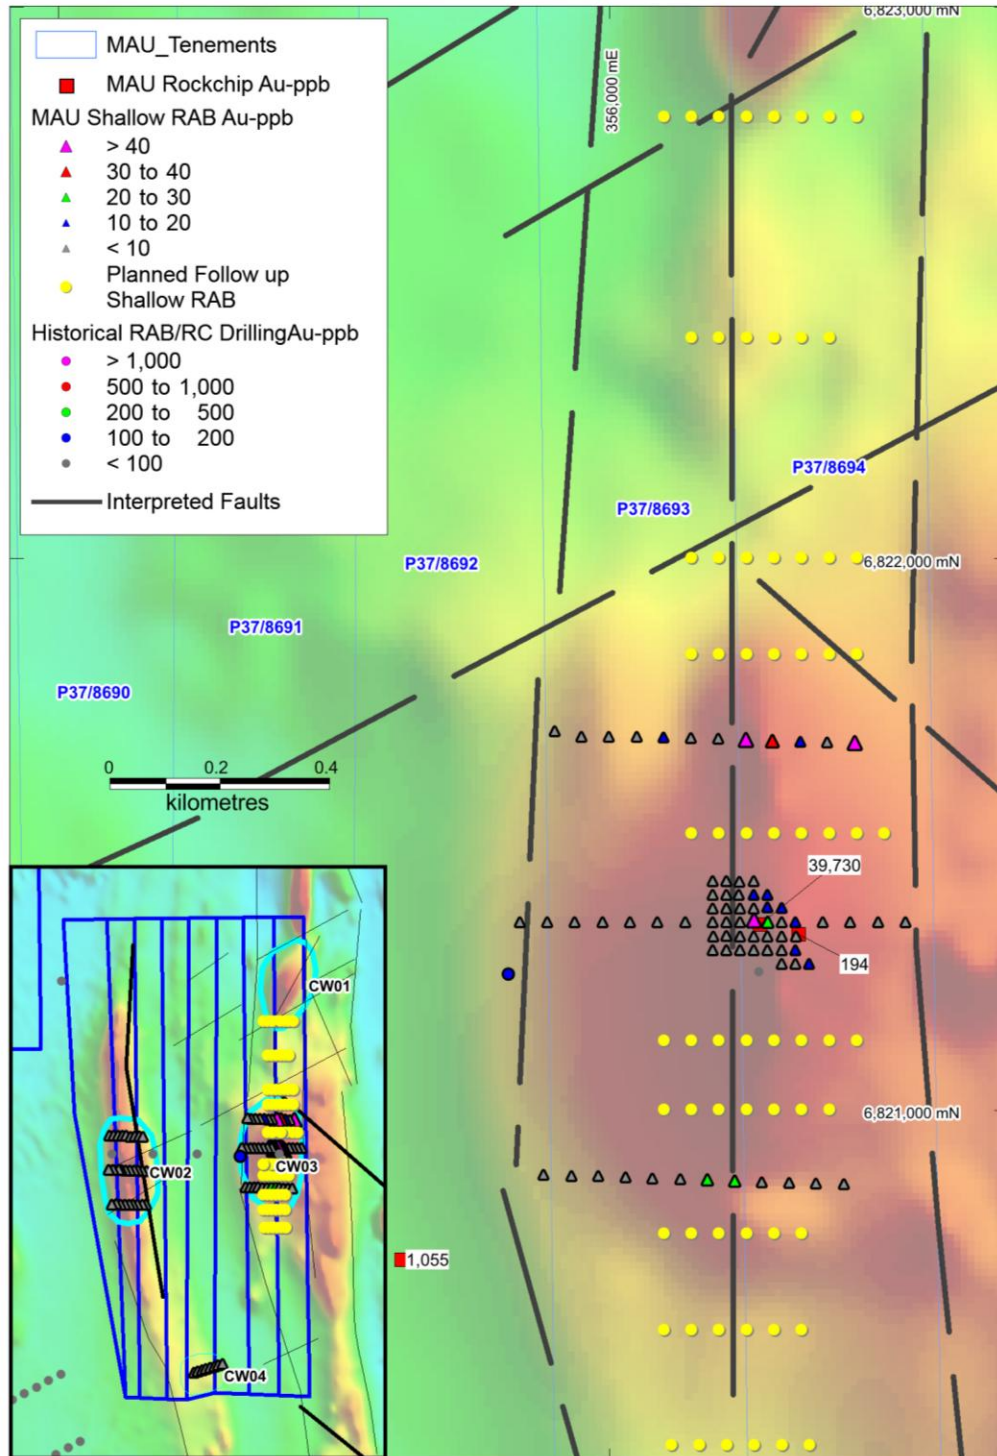 6,823,000 mN
MAU_Tenements
MAU Rockchip Au-ppb
MAU Shallow RAB Au-ppb
> 40
30 to 40
20 to 30
10 to 20
< 10
Planned Follow up
Shallow RAB
Historical RAB/RC DrillingAu-ppb
> 1,000
500 to 1,000
200 to 500
100 to 200
< 100
Interpreted Faults
356,000 mE
P37/8694
P37/8693
P37/8692
6,822,000 mN
P37/8691
P37/8690
0 0.2 0.4
kilometres
39,730
194
6,821,000 mN
CW01
CW02
CW03
CW04
1,055